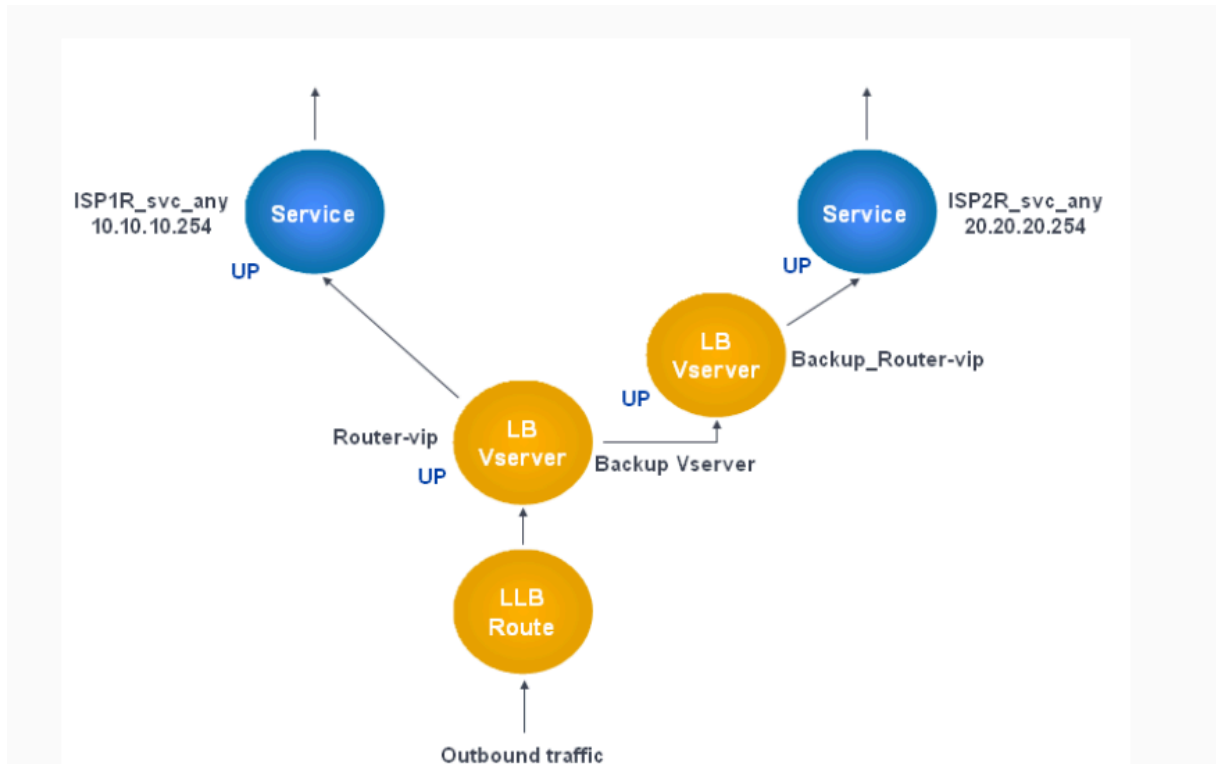 ISP1R_svc_any
10.10.10.254
Service
UP
Service
ISP2R_svc_any
20.20.20.254
UP
LB
Vserver
Backup_Router-vip
UP
Router-vip
LB
Vserver
UP
Backup Vserver
LLB
Route
Outbound traffic